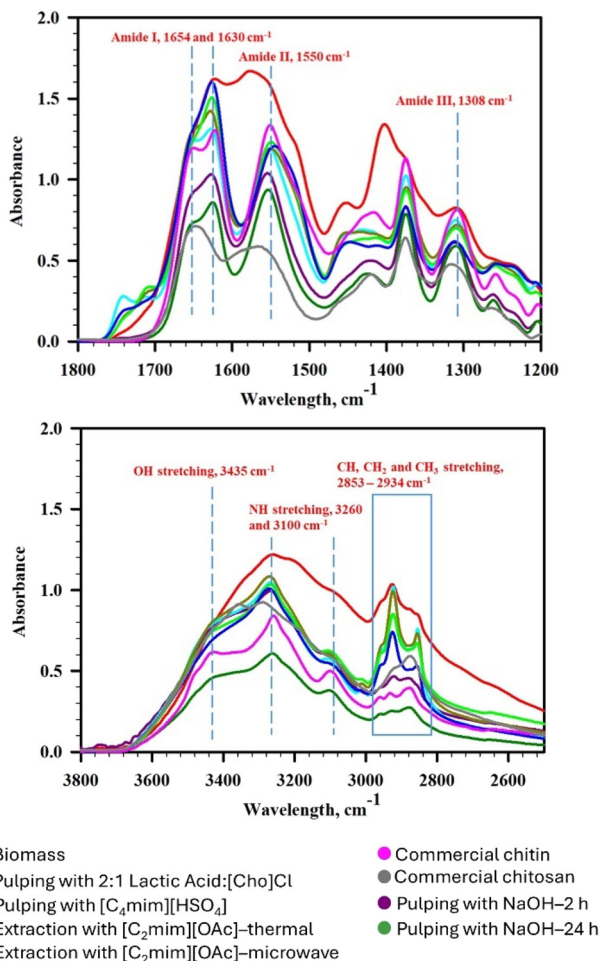 2.0
Amide I, 1654 and 1630 cm-1
Amide II, 1550 cm-1
Amide III, 1308 cm-1
1.5
1.0
0.5
0.0
Absorbance
1800 1700 1600 1500 1400 1300 1200
Wavelength, cm-1
2.0
OH stretching, 3435 cm-1
CH, CH2 and CH3 stretching,
2853 – 2934 cm-1
NH stretching, 3260
and 3100 cm-1
1.5
1.0
0.5
0.0
Absorbance
3800 3600 3400 3200 3000 2800 2600
Wavelength, cm-1
Biomass
Pulping with 2:1 Lactic Acid:[Cho]Cl
Pulping with [C4mim][HSO4]
Extraction with [C2mim][OAc]–thermal
Extraction with [C2mim][OAc]–microwave
Commercial chitin
Commercial chitosan
Pulping with NaOH–2 h
Pulping with NaOH–24 h